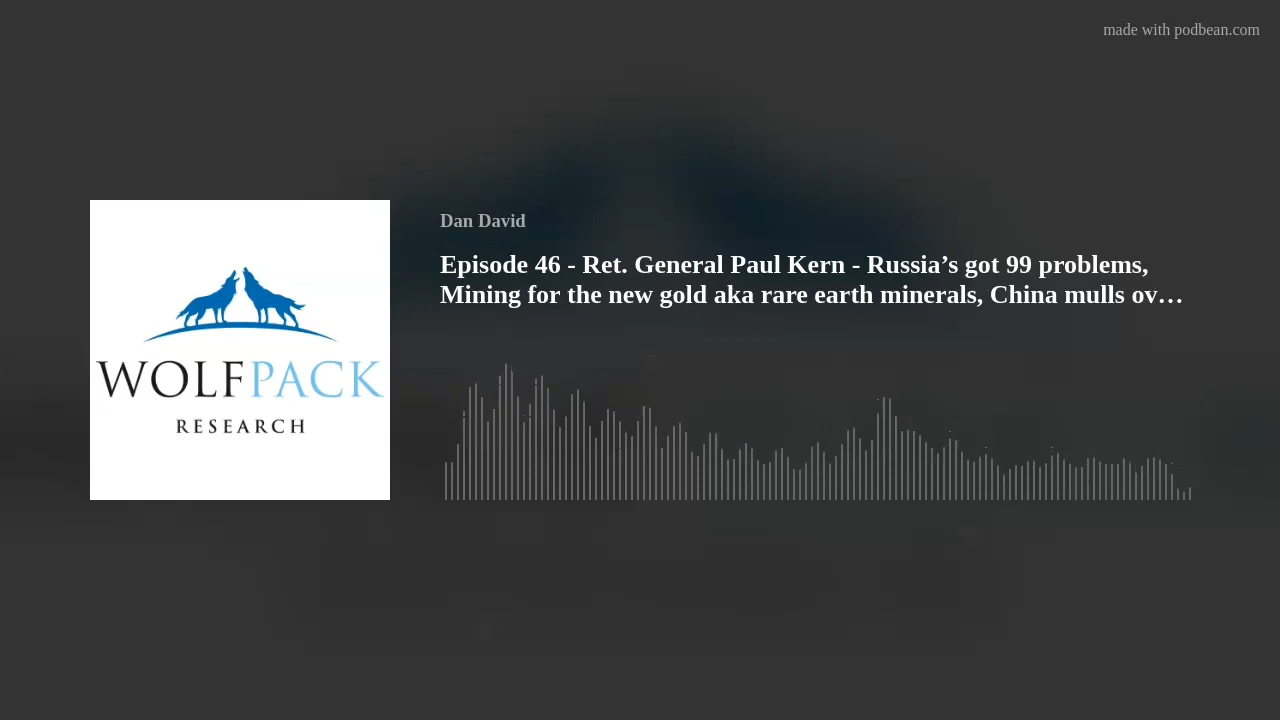 made with podbean.com
Dan David
Episode 46 - Ret. General Paul Kern - Russia’s got 99 problems,
Mining for the new gold aka rare earth minerals, China mulls ov…
WOLFPACK
RESEARCH